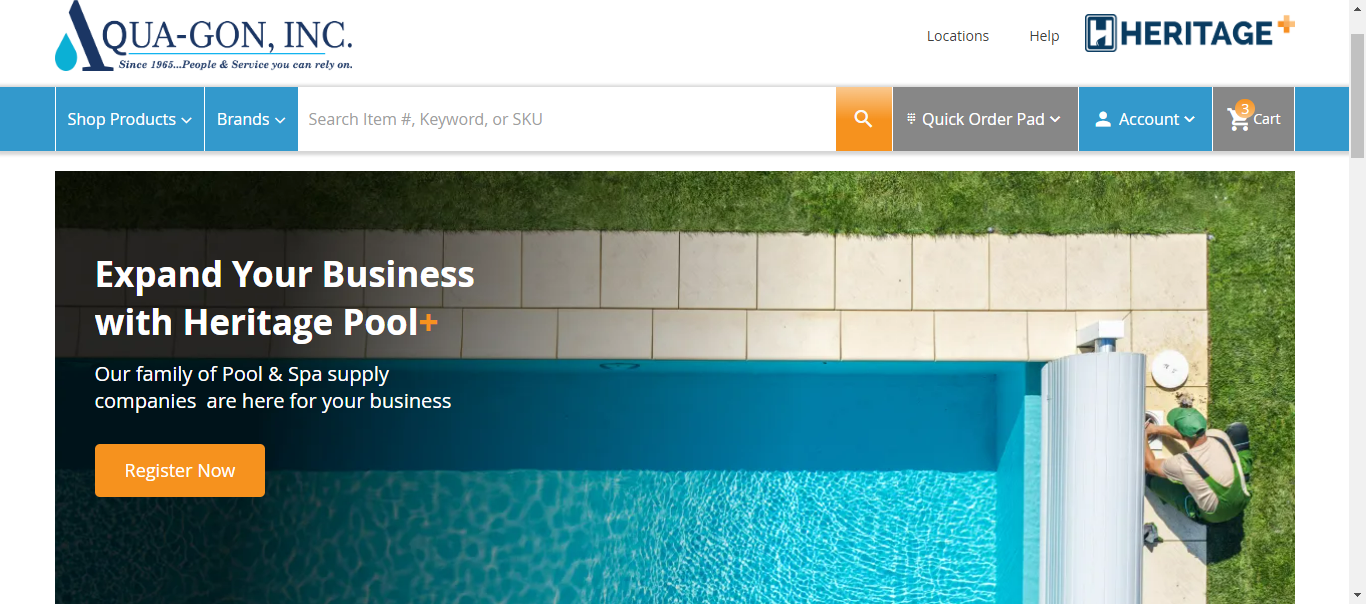 AQUA-GON, INC.
Since 1965...People & Service you can rely on.
Locations
Help
HERITAGE+
Shop Products
Brands
Search Item #, Keyword, or SKU
Quick Order Pad
Account
3
Cart
Expand Your Business
with Heritage Pool+
Our family of Pool & Spa supply
companies are here for your business
Register Now